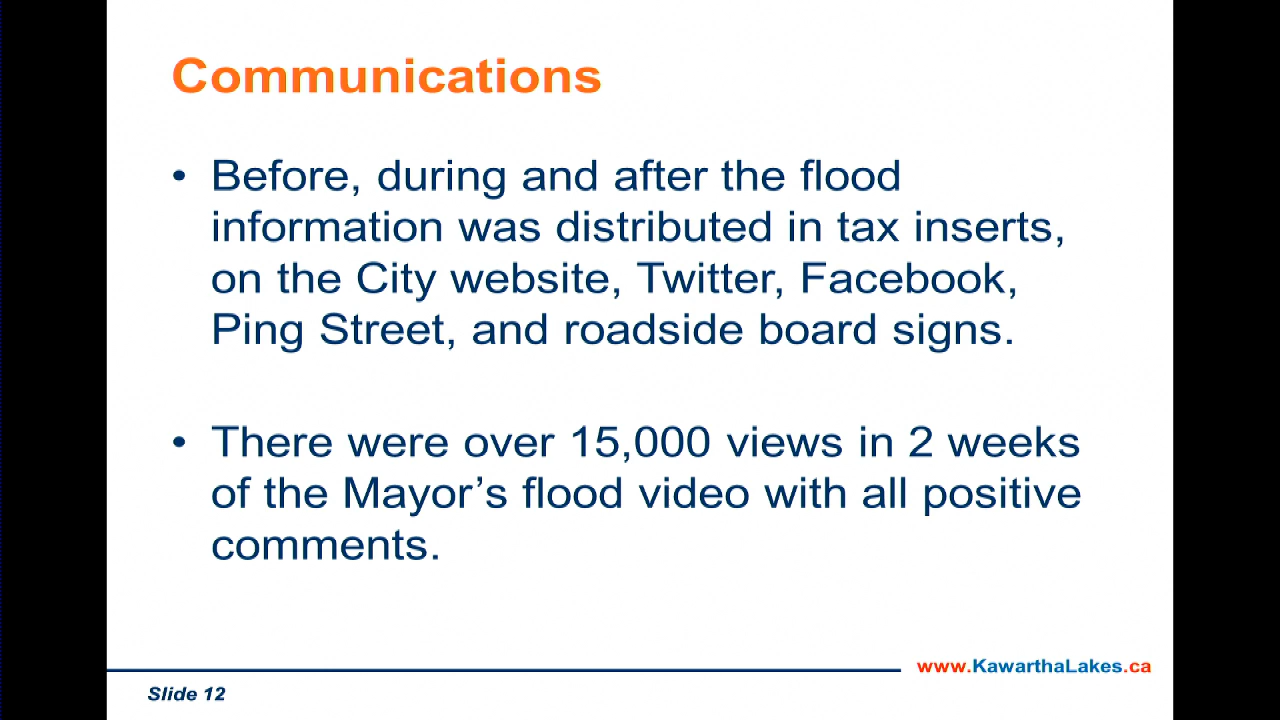 Communications
• Before, during and after the flood
information was distributed in tax inserts,
on the City website, Twitter, Facebook,
Ping Street, and roadside board signs.
• There were over 15,000 views in 2 weeks
of the Mayor’s flood video with all positive
comments.
www.KawarthaLakes.ca
Slide 12